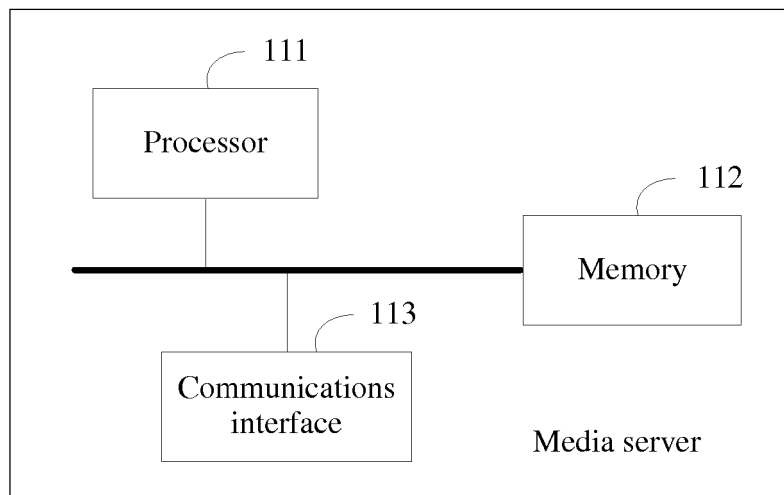 111
Processor
112
Memory
113
Communications
interface
Media server